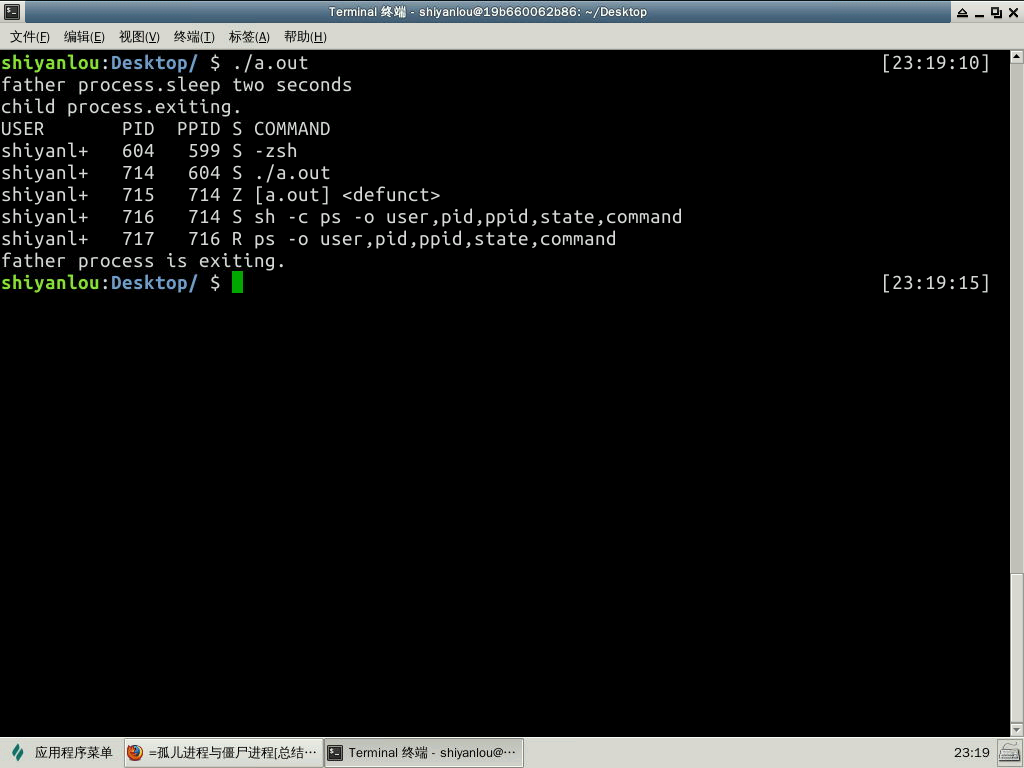 Terminal 终端 - shiyanlou@19b660062b86: ~/Desktop
文件(F) 编辑(E) 视图(V) 终端(T) 标签(A) 帮助(H)
shiyanlou:Desktop/ $ ./a.out [23:19:10]
father process.sleep two seconds
child process.exiting.
USER       PID  PPID S COMMAND
shiyanl+   604   599 S -zsh
shiyanl+   714   604 S ./a.out
shiyanl+   715   714 Z [a.out] <defunct>
shiyanl+   716   714 S sh -c ps -o user,pid,ppid,state,command
shiyanl+   717   716 R ps -o user,pid,ppid,state,command
father process is exiting.
shiyanlou:Desktop/ $ [23:19:15]
应用程序菜单 =孤儿进程与僵尸进程[总结… Terminal 终端 - shiyanlou@… 23:19